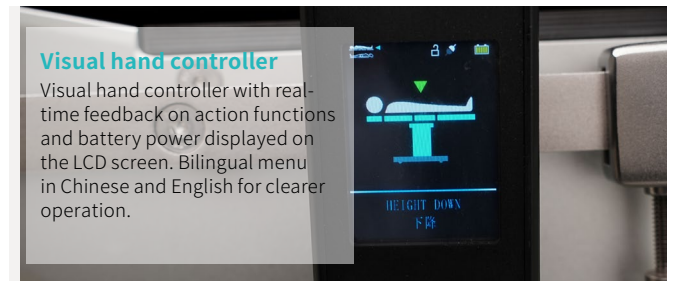 Visual hand controller
Visual hand controller with real-
time feedback on action functions
and battery power displayed on
the LCD screen. Bilingual menu
in Chinese and English for clearer
operation.
HEIGHT DOWN
下降